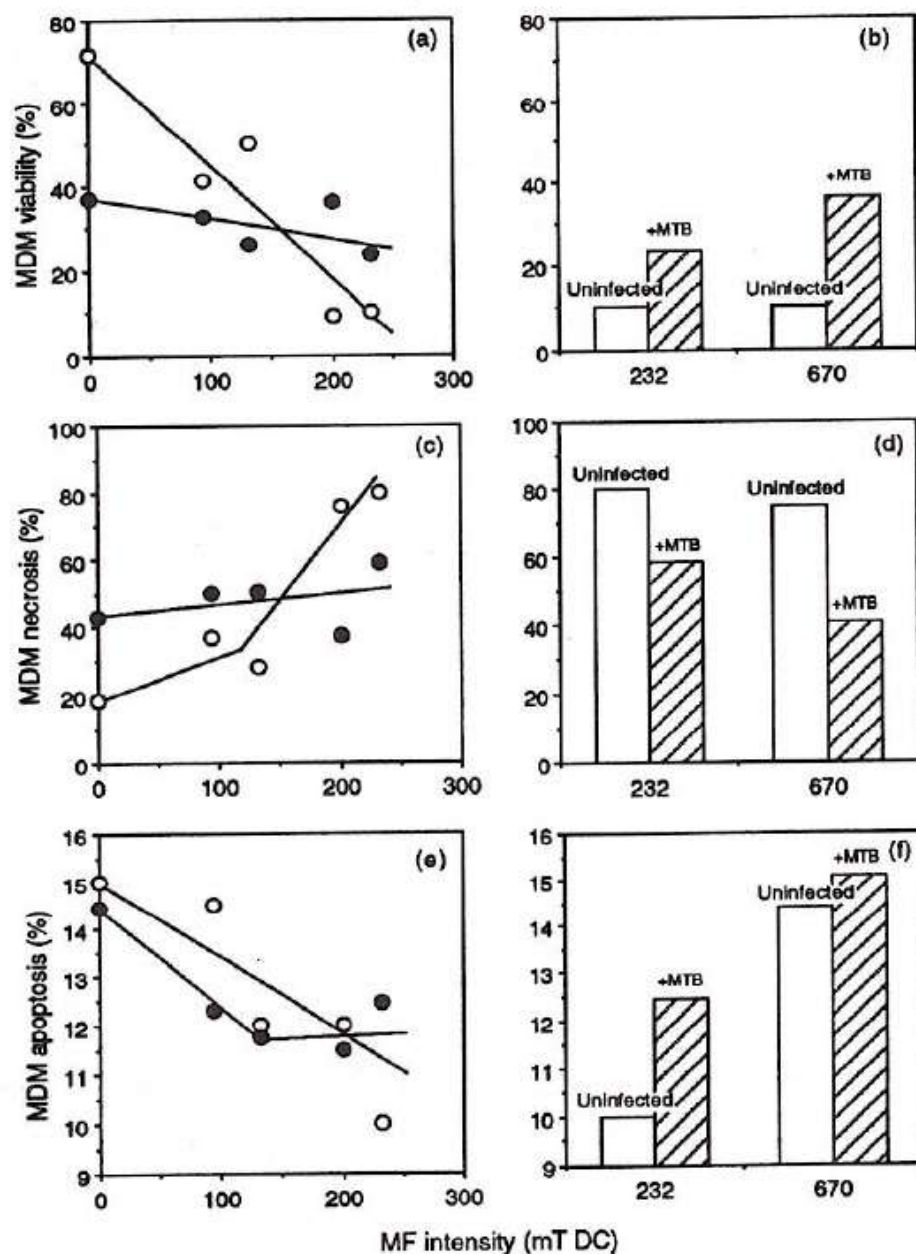 (a)
MDM viability (%)
80
60
40
20
0
0 100 200 300
(b)
80
60
40
20
0
Uninfected
+MTB
Uninfected
+MTB
232 670
(c)
MDM necrosis (%)
100
80
60
40
20
0
0 100 200 300
(d)
100
80
60
40
20
0
Uninfected
+MTB
Uninfected
+MTB
232 670
(e)
MDM apoptosis (%)
16
15
14
13
12
11
10
9
0 100 200 300
(f)
16
15
14
13
12
11
10
9
Uninfected
+MTB
Uninfected
+MTB
232 670
MF intensity (mT DC)